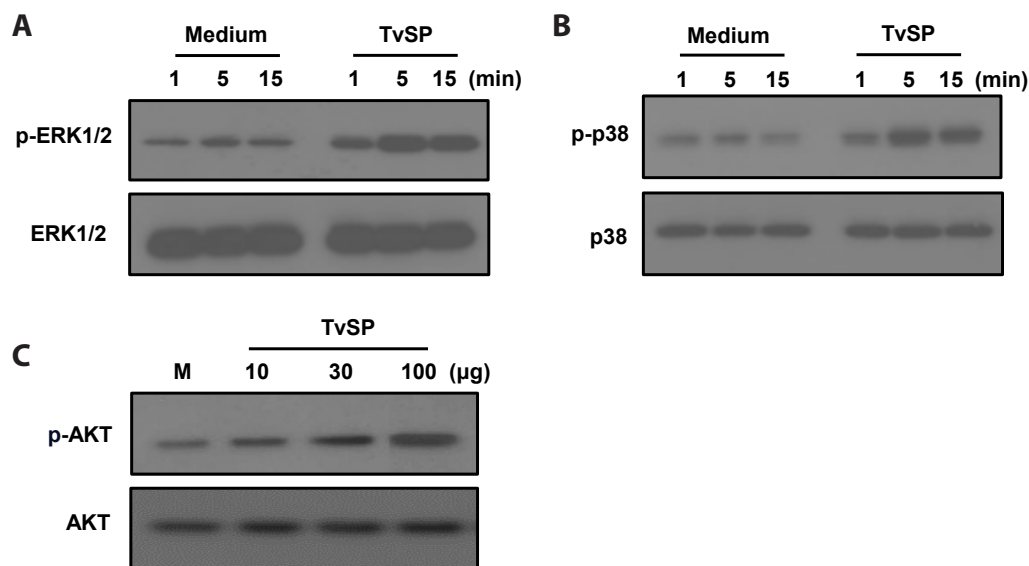 A
Medium TvSP
1 5 15 1 5 15 (min)
p-ERK1/2
ERK1/2
B
Medium TvSP
1 5 15 1 5 15 (min)
p-p38
p38
C
TvSP
M 10 30 100 (μg)
p-AKT
AKT